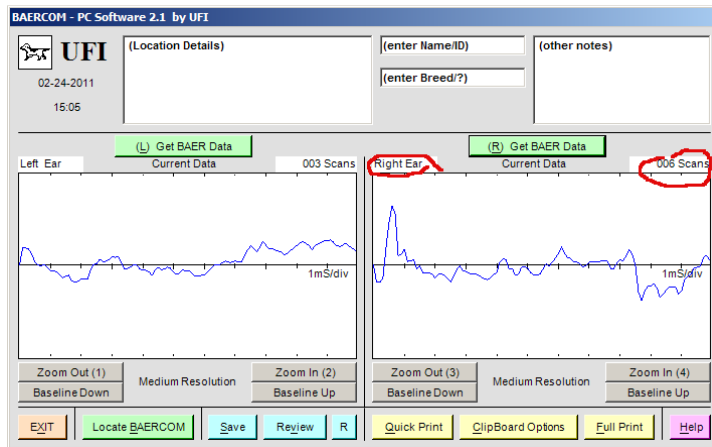 BAERCOM - PC Software 2.1 by UFI
UFI
02-24-2011
15:05
(Location Details)
(enter Name/ID)
(enter Breed/?)
(other notes)
(L) Get BAER Data
(R) Get BAER Data
Left Ear
Current Data
003 Scans
Right Ear
Current Data
006 Scans
1mS/div
1mS/div
Zoom Out (1)
Medium Resolution
Zoom In (2)
Baseline Down
Baseline Up
Zoom Out (3)
Medium Resolution
Zoom In (4)
Baseline Down
Baseline Up
EXIT
Locate BAERCOM
Save
Review
R
Quick Print
ClipBoard Options
Full Print
Help